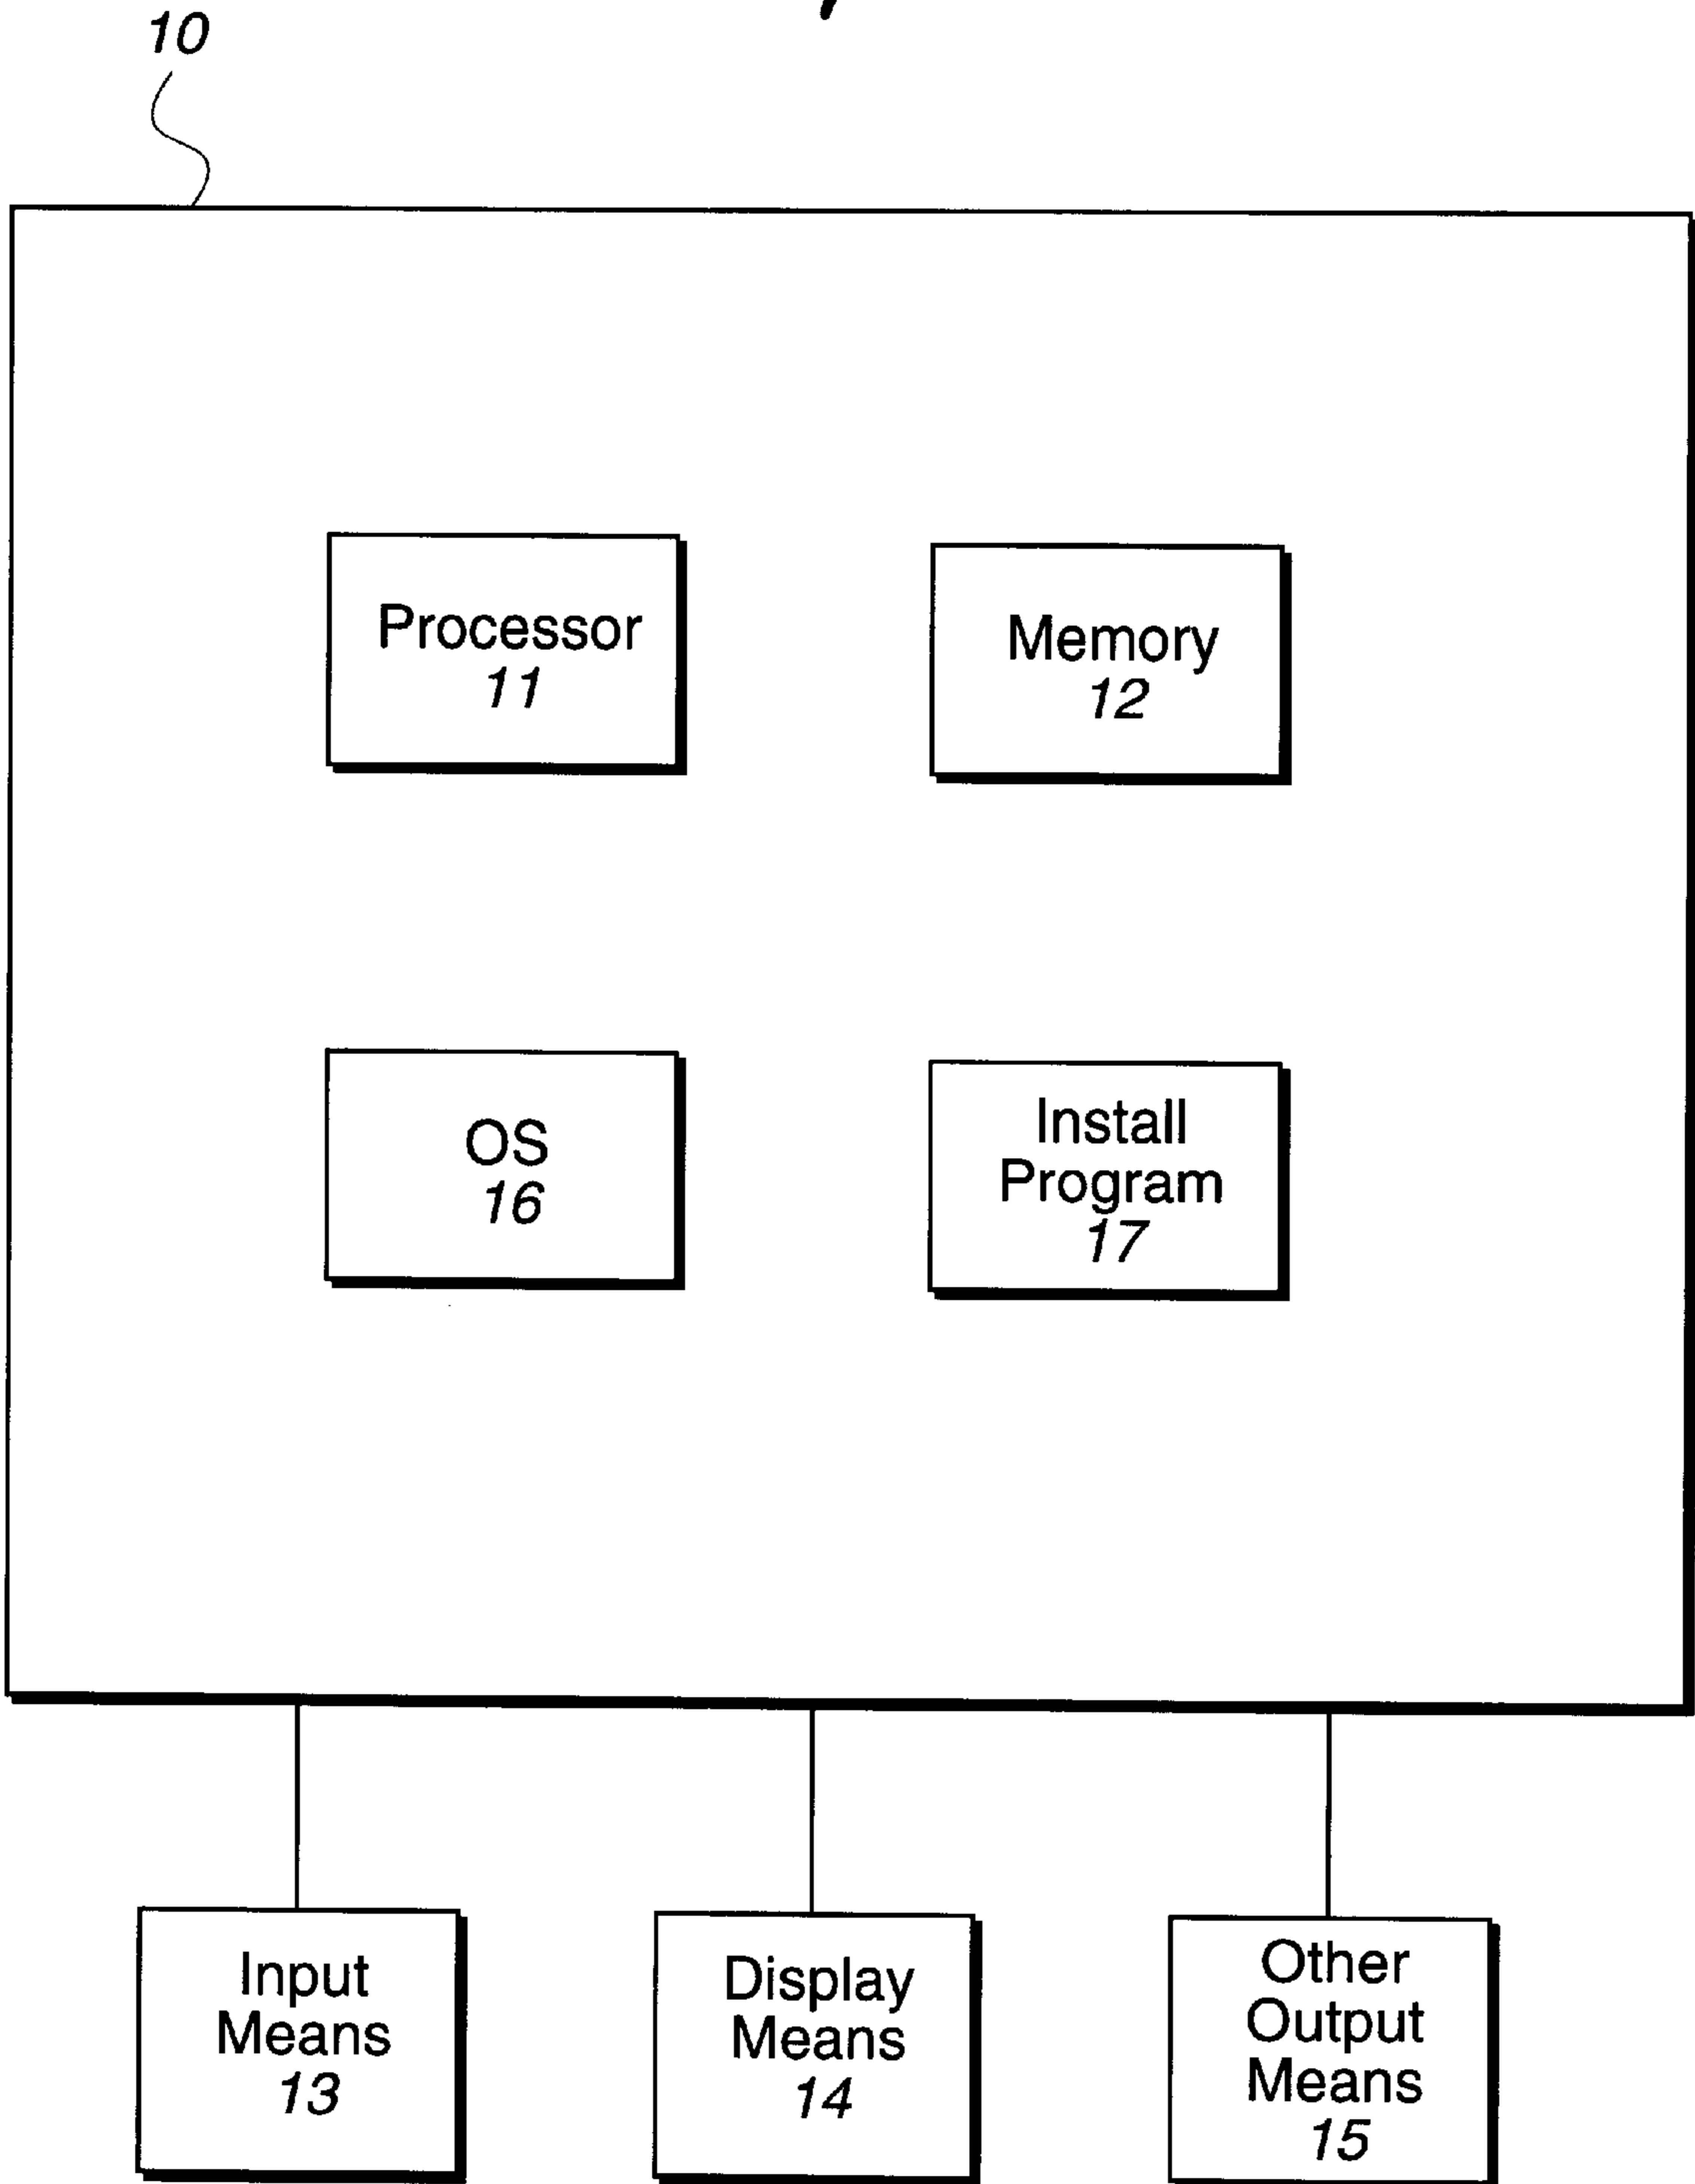 10
Processor
11
Memory
12
OS
16
Install
Program
17
Input
Means
13
Display
Means
14
Other
Output
Means
15